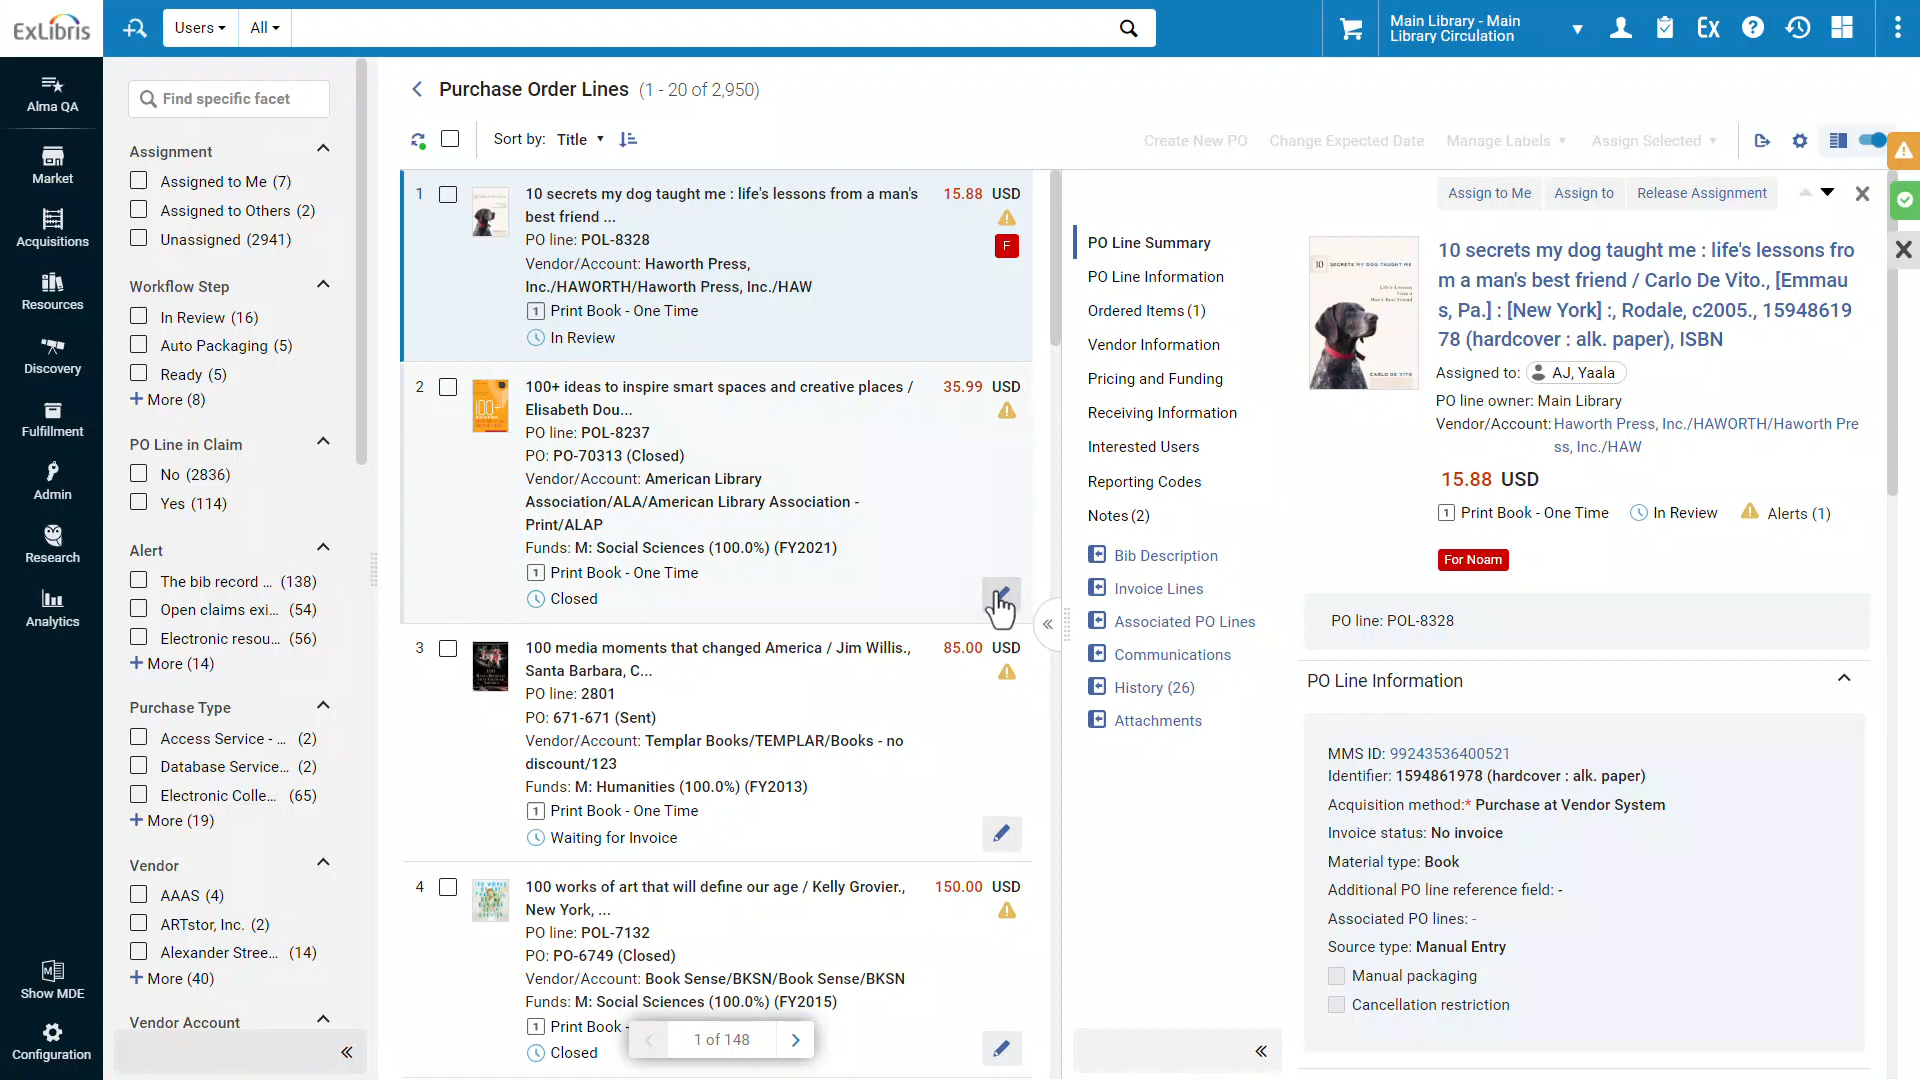 ExLibris
Users
All
Main Library - Main
Library Circulation
Ex
Alma QA
Market
Acquisitions
Resources
Discovery
Fulfillment
Admin
Research
Analytics
Show MDE
Configuration
Find specific facet
Assignment
Assigned to Me (7)
Assigned to Others (2)
Unassigned (2941)
Workflow Step
In Review (16)
Auto Packaging (5)
Ready (5)
+ More (8)
PO Line in Claim
No (2836)
Yes (114)
Alert
The bib record ... (138)
Open claims exi... (54)
Electronic resou... (56)
+ More (14)
Purchase Type
Access Service - ... (2)
Database Service... (2)
Electronic Colle... (65)
+ More (19)
Vendor
AAAS (4)
ARTstor, Inc. (2)
Alexander Stree... (14)
+ More (40)
Vendor Account
Purchase Order Lines (1 - 20 of 2,950)
Sort by: Title
Create New PO
Change Expected Date
Manage Labels
Assign Selected
1
10 secrets my dog taught me : life's lessons from a man's
best friend ...
15.88 USD
F
PO line: POL-8328
Vendor/Account: Haworth Press,
Inc./HAWORTH/Haworth Press, Inc./HAW
1 Print Book - One Time
In Review
2
100+ ideas to inspire smart spaces and creative places /
Elisabeth Dou...
35.99 USD
PO line: POL-8237
PO: PO-70313 (Closed)
Vendor/Account: American Library
Association/ALA/American Library Association -
Print/ALAP
Funds: M: Social Sciences (100.0%) (FY2021)
1 Print Book - One Time
Closed
3
100 media moments that changed America / Jim Willis.,
Santa Barbara, C...
85.00 USD
PO line: 2801
PO: 671-671 (Sent)
Vendor/Account: Templar Books/TEMPLAR/Books - no
discount/123
Funds: M: Humanities (100.0%) (FY2013)
1 Print Book - One Time
Waiting for Invoice
4
100 works of art that will define our age / Kelly Grovier.,
New York, ...
150.00 USD
PO line: POL-7132
PO: PO-6749 (Closed)
Vendor/Account: Book Sense/BKSN/Book Sense/BKSN
Funds: M: Social Sciences (100.0%) (FY2015)
1 Print Book -
Closed
1 of 148
Assign to Me
Assign to
Release Assignment
PO Line Summary
PO Line Information
Ordered Items (1)
Vendor Information
Pricing and Funding
Receiving Information
Interested Users
Reporting Codes
Notes (2)
Bib Description
Invoice Lines
Associated PO Lines
Communications
History (26)
Attachments
10 SECRETS MY DOG TAUGHT ME
CARLO DE VITO
10 secrets my dog taught me : life's lessons fro
m a man's best friend / Carlo De Vito., [Emmau
s, Pa.] : [New York] :, Rodale, c2005., 15948619
78 (hardcover : alk. paper), ISBN
Assigned to: AJ, Yaala
PO line owner: Main Library
Vendor/Account: Haworth Press, Inc./HAWORTH/Haworth Pre
ss, Inc./HAW
15.88 USD
1 Print Book - One Time
In Review
Alerts (1)
For Noam
PO line: POL-8328
PO Line Information
MMS ID: 99243536400521
Identifier: 1594861978 (hardcover : alk. paper)
Acquisition method:* Purchase at Vendor System
Invoice status: No invoice
Material type: Book
Additional PO line reference field: -
Associated PO lines: -
Source type: Manual Entry
Manual packaging
Cancellation restriction